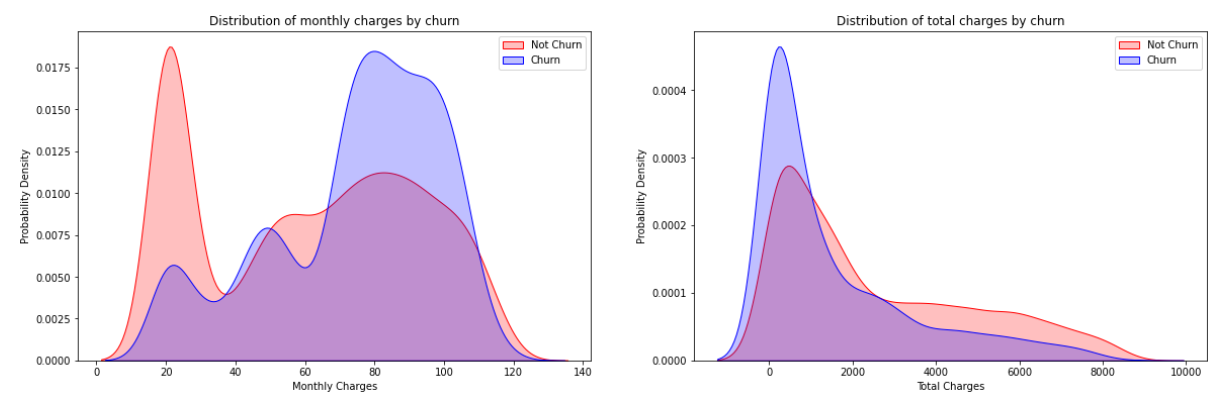 Distribution of monthly charges by churn
Not Churn
Churn
0.0175
0.0150
0.0125
0.0100
0.0075
0.0050
0.0025
0.0000
Probability Density
0 20 40 60 80 100 120 140
Monthly Charges
Distribution of total charges by churn
Not Churn
Churn
0.0004
0.0003
0.0002
0.0001
0.0000
Probability Density
0 2000 4000 6000 8000 10000
Total Charges